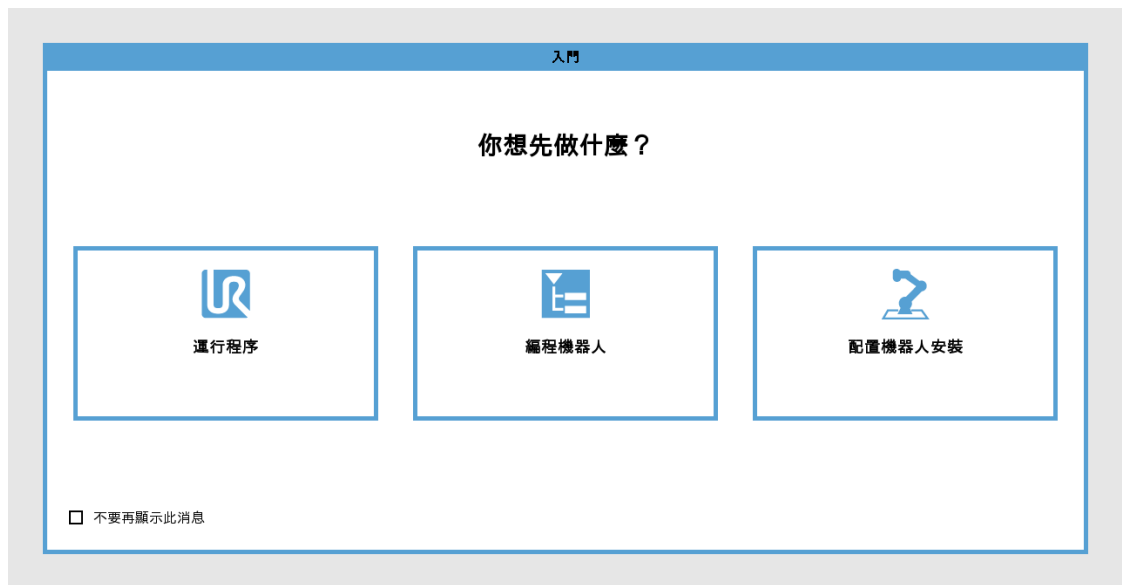 入門
你想先做什麼？
運行程序
編程機器人
配置機器人安裝
不要再顯示此消息